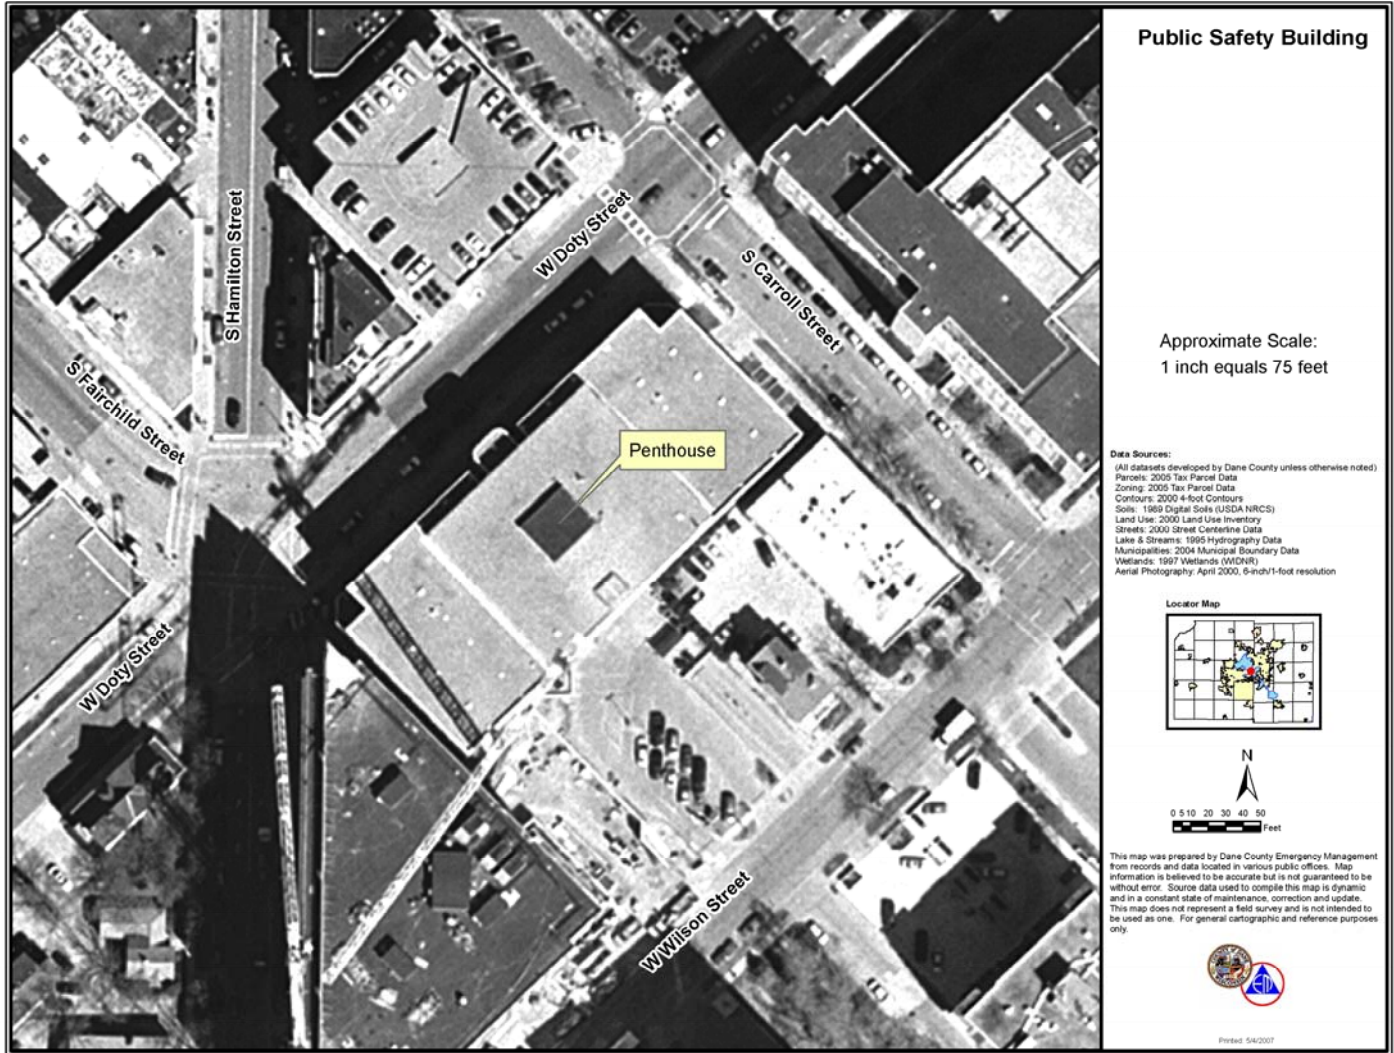 Public Safety Building
S Hamilton Street
W Doty Street
S Carroll Street
S Fairchild Street
Penthouse
W Doty Street
W Wilson Street
Approximate Scale:
1 inch equals 75 feet
Data Sources:
(All datasets developed by Dane County unless otherwise noted)
Parcels: 2005 Tax Parcel Data
Zoning: 2005 Tax Parcel Data
Contours: 2000 4-foot Contours
Soils: 1989 Digital Soils (USDA NRCS)
Land Use: 2000 Land Use Inventory
Streets: 2000 Street Centerline Data
Lake & Streams: 1995 Hydrography Data
Municipalities: 2004 Municipal Boundary Data
Wetlands: 1997 Wetlands (WIDNR)
Aerial Photography: April 2000, 6-inch/1-foot resolution
Locator Map
N
0 5 10 20 30 40 50
Feet
This map was prepared by Dane County Emergency Management
from records and data located in various public offices. Map
information is believed to be accurate but is not guaranteed to be
without error. Source data used to compile this map is dynamic
and in a constant state of maintenance, correction and update.
This map does not represent a field survey and is not intended to
be used as one. For general cartographic and reference purposes
only.
EM
Printed: 5/4/2007